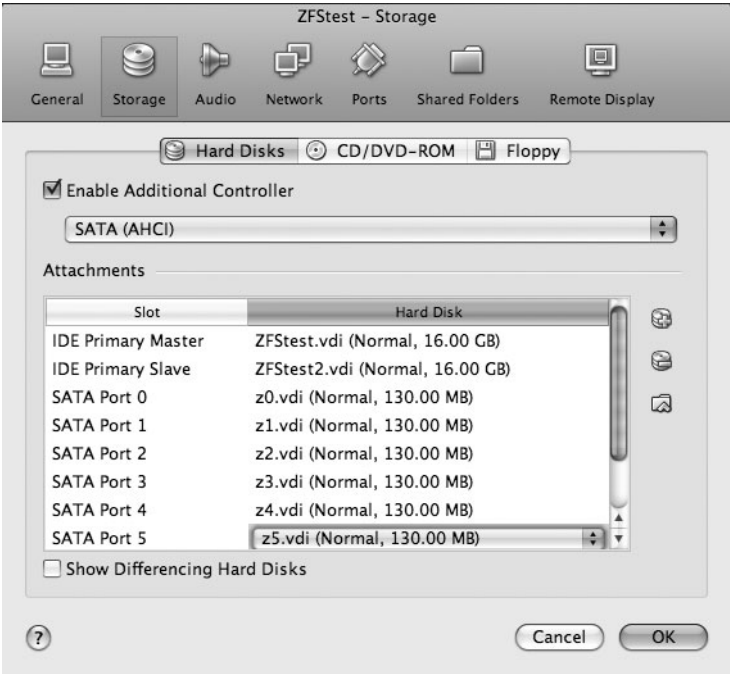 ZFStest – Storage
General Storage Audio Network Ports Shared Folders Remote Display
Hard Disks CD/DVD-ROM Floppy
Enable Additional Controller
SATA (AHCI)
Attachments
Slot Hard Disk
IDE Primary Master ZFStest.vdi (Normal, 16.00 GB)
IDE Primary Slave ZFStest2.vdi (Normal, 16.00 GB)
SATA Port 0 z0.vdi (Normal, 130.00 MB)
SATA Port 1 z1.vdi (Normal, 130.00 MB)
SATA Port 2 z2.vdi (Normal, 130.00 MB)
SATA Port 3 z3.vdi (Normal, 130.00 MB)
SATA Port 4 z4.vdi (Normal, 130.00 MB)
SATA Port 5 z5.vdi (Normal, 130.00 MB)
Show Differencing Hard Disks
? Cancel OK